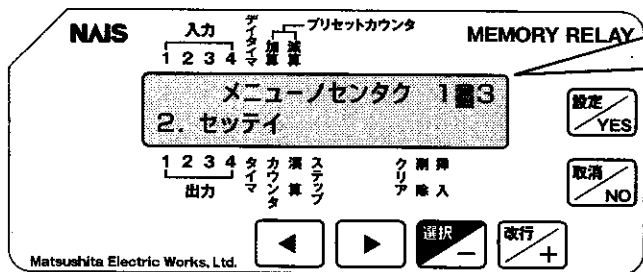 NAIS
入力
1 2 3 4
デイタイマ
加算
減算
プリセットカウンタ
MEMORY RELAY
メニューノセンタク 1 3
2. セッテイ
設定/YES
1 2 3 4
出力
タイマ
カウンタ
演算
ステップ
クリア
削除
挿入
取消/NO
選択/−
改行/+
Matsushita Electric Works, Ltd.